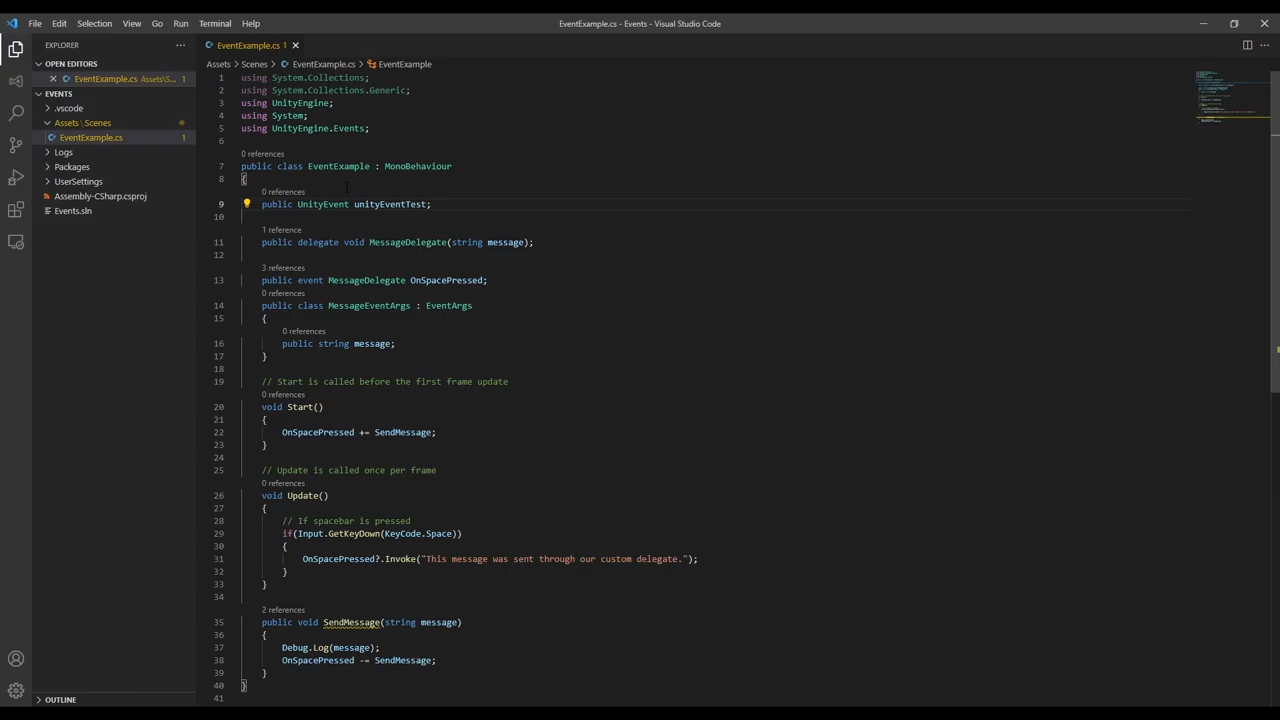 File Edit Selection View Go Run Terminal Help
EventExample.cs - Events - Visual Studio Code
EXPLORER
OPEN EDITORS
EventExample.cs Assets\S... 1
EVENTS
.vscode
Assets \ Scenes
EventExample.cs 1
Logs
Packages
UserSettings
Assembly-CSharp.csproj
Events.sln
OUTLINE
EventExample.cs 1
Assets > Scenes > EventExample.cs > EventExample
1 using System.Collections;
2 using System.Collections.Generic;
3 using UnityEngine;
4 using System;
5 using UnityEngine.Events;
6
0 references
7 public class EventExample : MonoBehaviour
8 {
0 references
9 public UnityEvent unityEventTest;
10
1 reference
11 public delegate void MessageDelegate(string message);
12
3 references
13 public event MessageDelegate OnSpacePressed;
0 references
14 public class MessageEventArgs : EventArgs
15 {
0 references
16 public string message;
17 }
18
19 // Start is called before the first frame update
0 references
20 void Start()
21 {
22 OnSpacePressed += SendMessage;
23 }
24
25 // Update is called once per frame
0 references
26 void Update()
27 {
28 // If spacebar is pressed
29 if(Input.GetKeyDown(KeyCode.Space))
30 {
31 OnSpacePressed?.Invoke("This message was sent through our custom delegate.");
32 }
33 }
34
2 references
35 public void SendMessage(string message)
36 {
37 Debug.Log(message);
38 OnSpacePressed -= SendMessage;
39 }
40 }
41